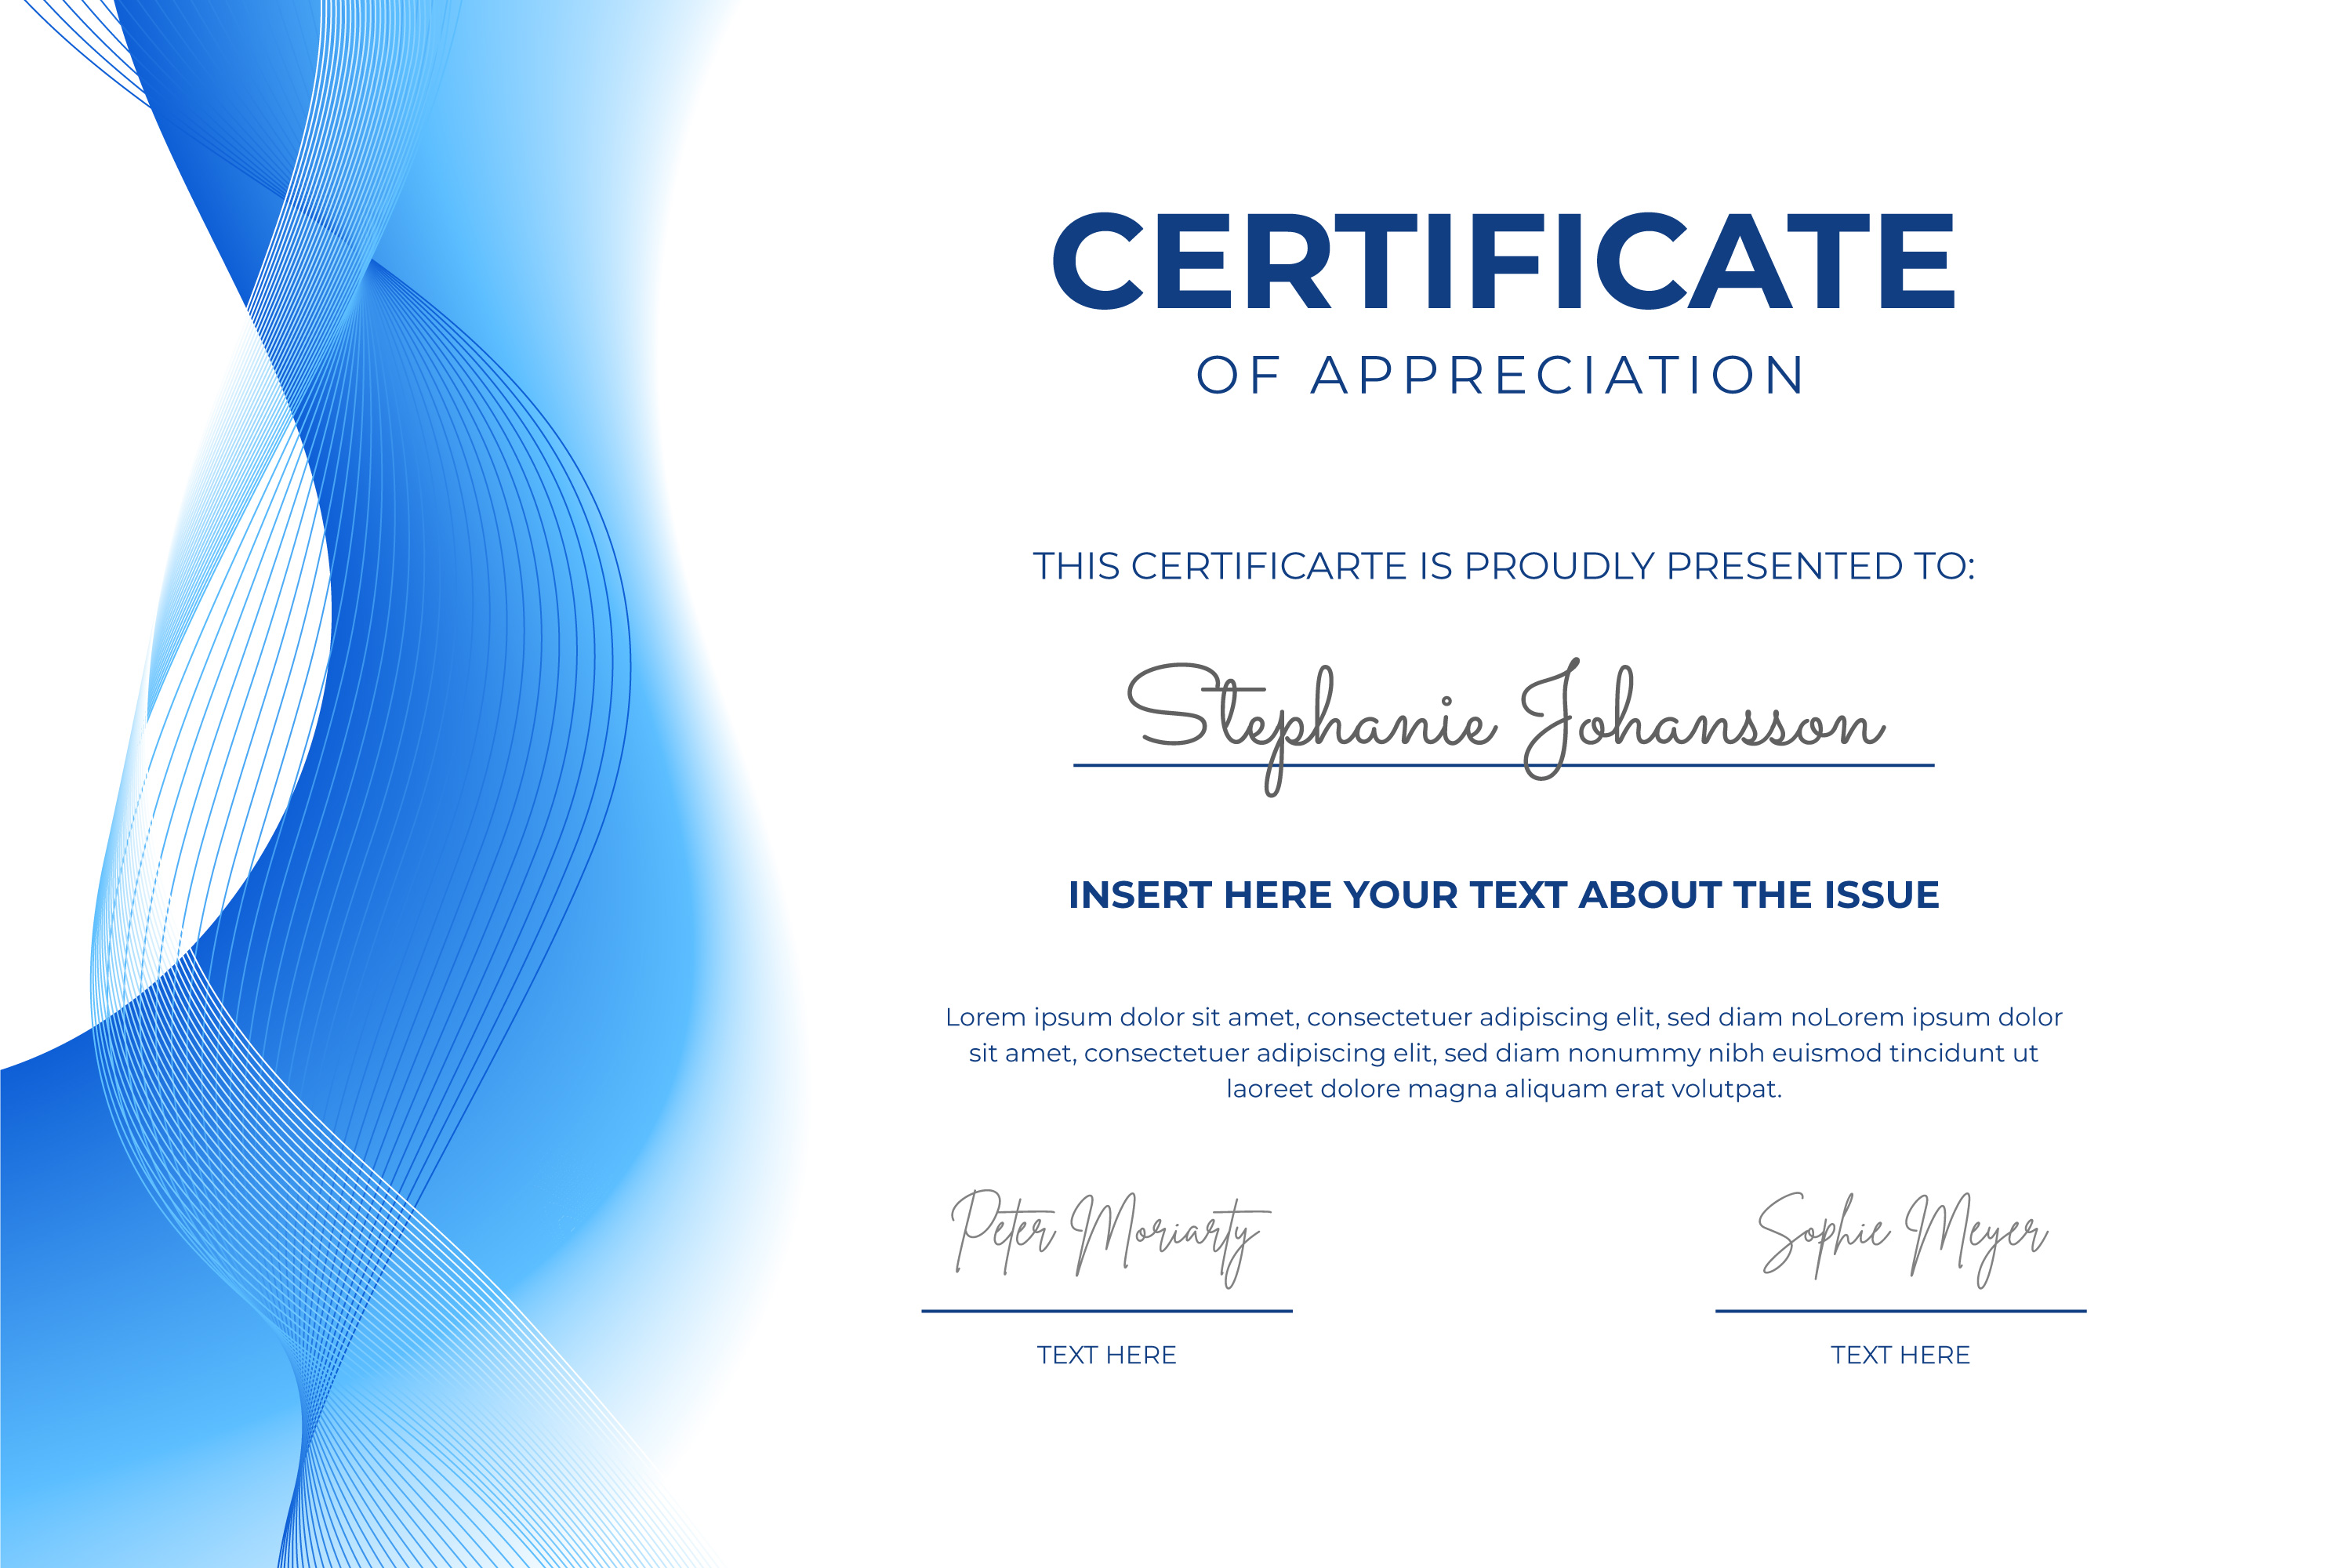 CERTIFICATE
OF APPRECIATION
THIS CERTIFICARTE IS PROUDLY PRESENTED TO:
Stephanie Johansson
INSERT HERE YOUR TEXT ABOUT THE ISSUE
Lorem ipsum dolor sit amet, consectetuer adipiscing elit, sed diam noLorem ipsum dolor
sit amet, consectetuer adipiscing elit, sed diam nonummy nibh euismod tincidunt ut
laoreet dolore magna aliquam erat volutpat.
Peter Moriarty
Sophie Meyer
TEXT HERE
TEXT HERE